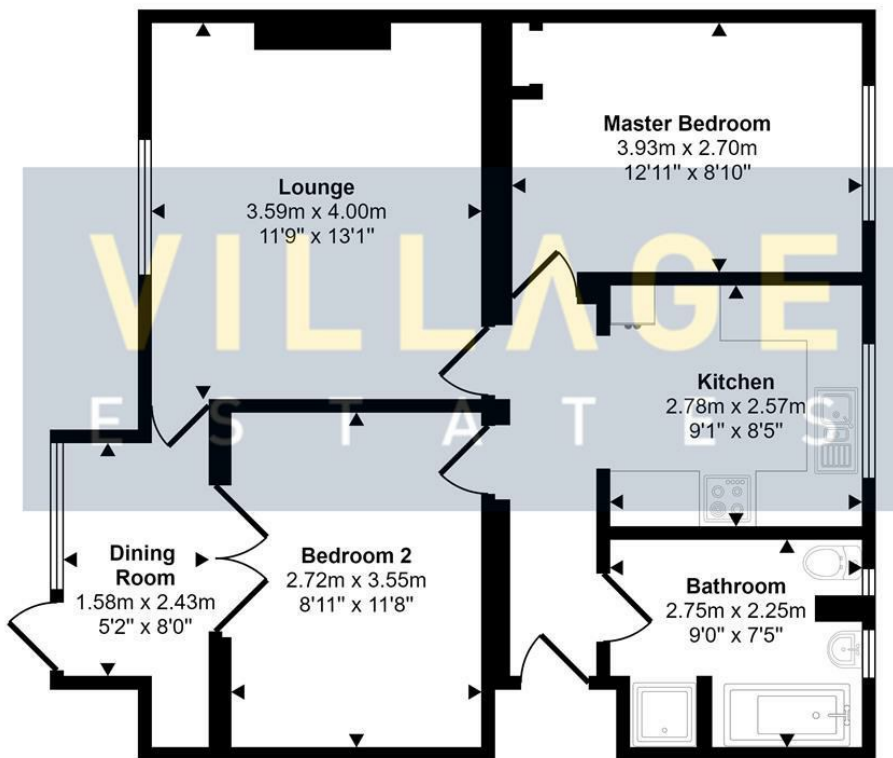 Lounge
3.59m x 4.00m
11'9" x 13'1"
Master Bedroom
3.93m x 2.70m
12'11" x 8'10"
VILLAGE
ESTATES
Kitchen
2.78m x 2.57m
9'1" x 8'5"
Dining
Room
1.58m x 2.43m
5'2" x 8'0"
Bedroom 2
2.72m x 3.55m
8'11" x 11'8"
Bathroom
2.75m x 2.25m
9'0" x 7'5"